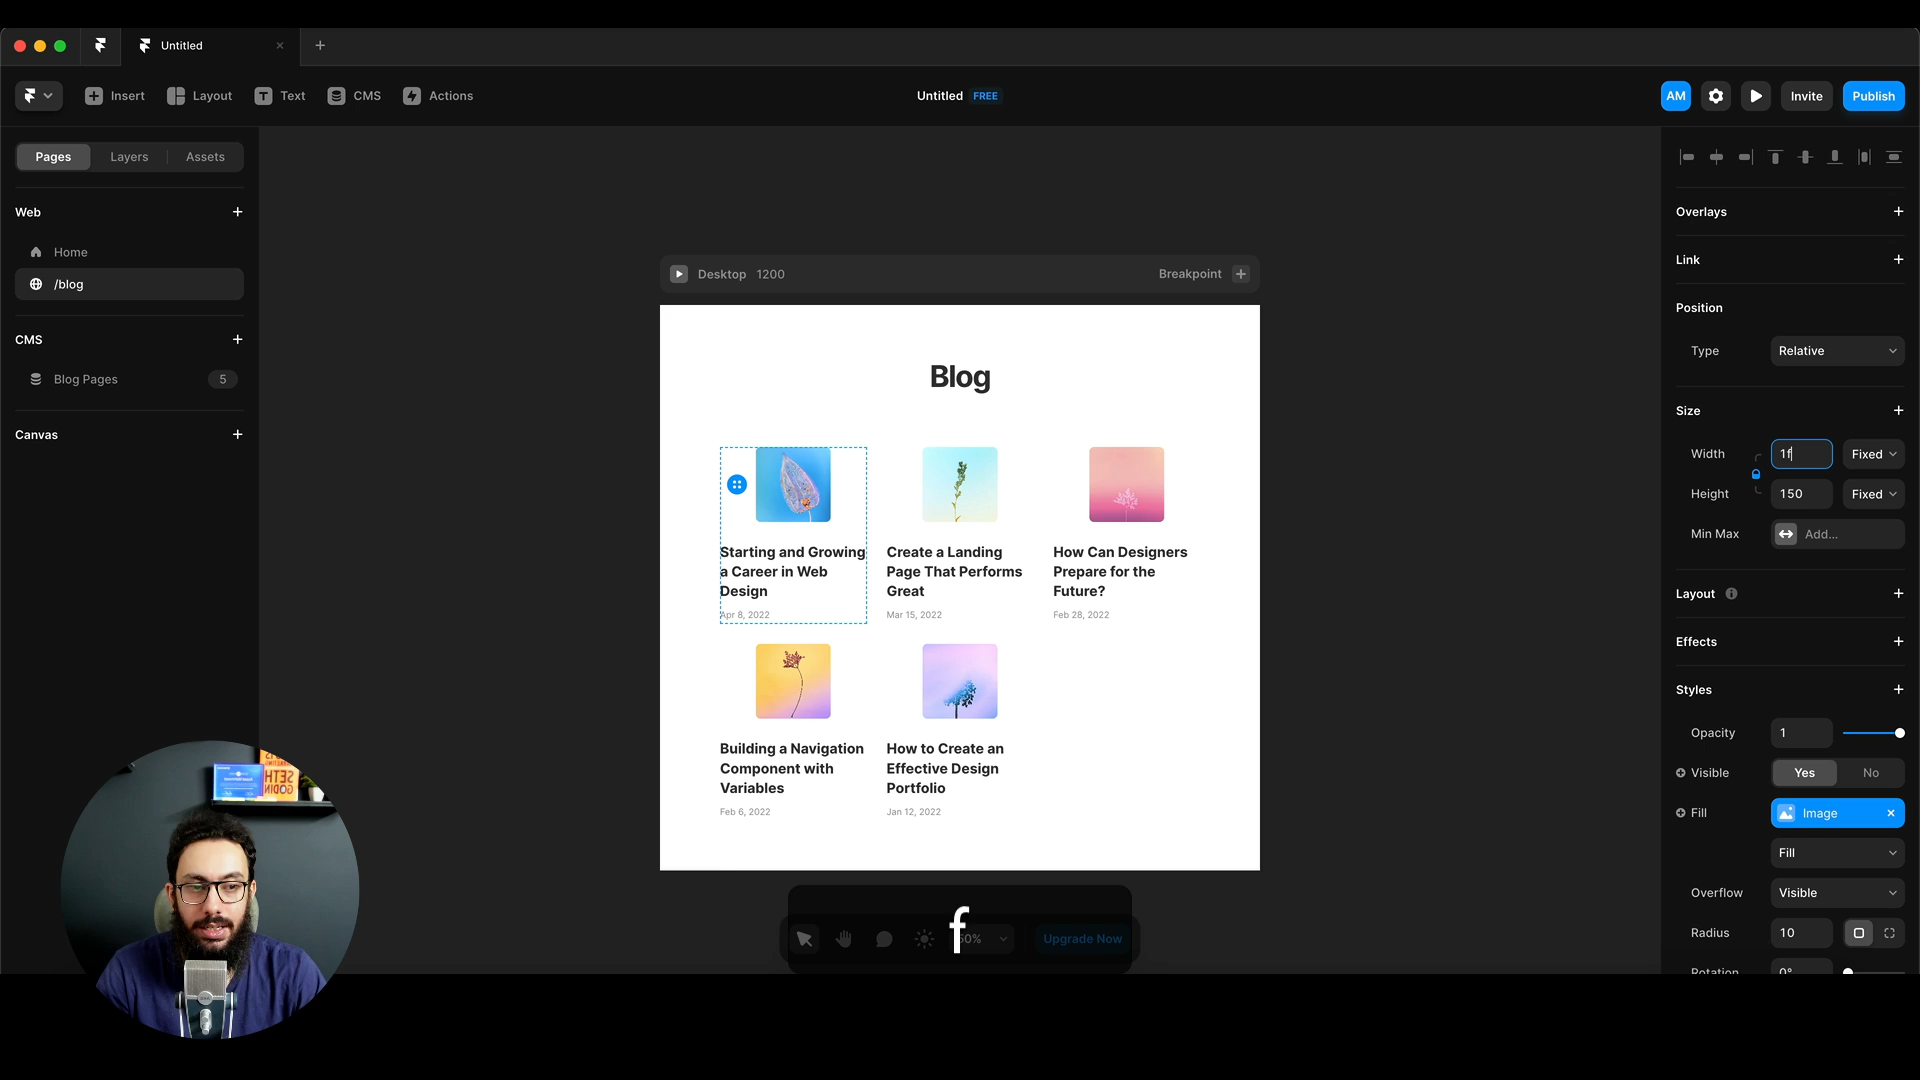 Untitled
Insert
Layout
Text
CMS
Actions
Untitled FREE
AM
Invite
Publish
Pages
Layers
Assets
Web
Home
/blog
CMS
Blog Pages 5
Canvas
Desktop 1200
Breakpoint
Blog
Starting and Growing
a Career in Web
Design
Apr 8, 2022
Create a Landing
Page That Performs
Great
Mar 15, 2022
How Can Designers
Prepare for the
Future?
Feb 28, 2022
Building a Navigation
Component with
Variables
Feb 6, 2022
How to Create an
Effective Design
Portfolio
Jan 12, 2022
f
Upgrade Now
Overlays
Link
Position
Type Relative
Size
Width 1f Fixed
Height 150 Fixed
Min Max Add...
Layout
Effects
Styles
Opacity 1
Visible Yes No
Fill Image
Fill
Overflow Visible
Radius 10
Rotation 0°
SETH
GODIN